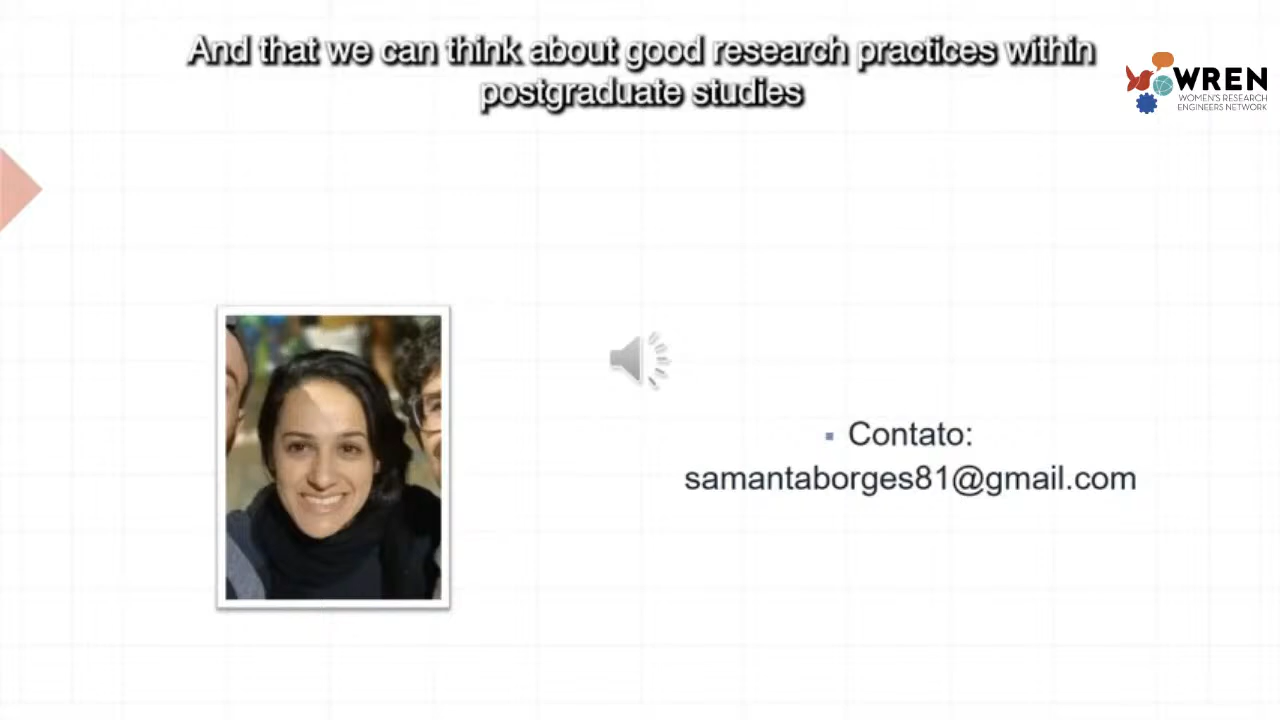 And that we can think about good research practices within
postgraduate studies
WREN
WOMEN'S RESEARCH
ENGINEERS NETWORK
▪ Contato:
samantaborges81@gmail.com